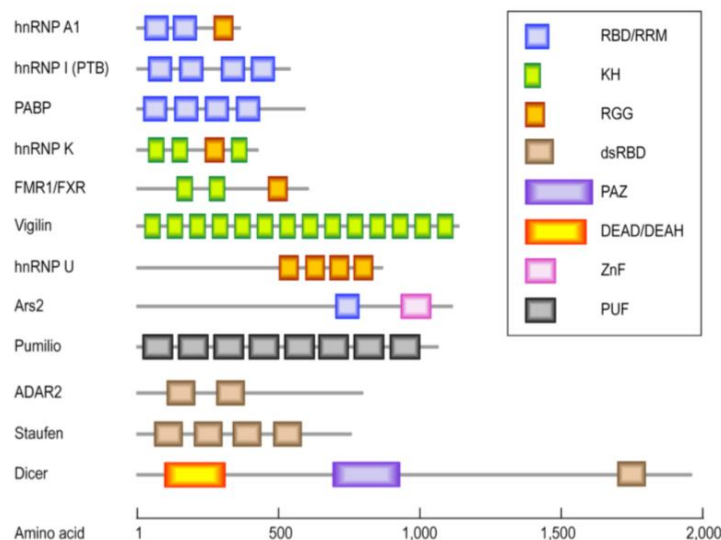 hnRNP A1
hnRNP I (PTB)
PABP
hnRNP K
FMR1/FXR
Vigilin
hnRNP U
Ars2
Pumilio
ADAR2
Staufen
Dicer
RBD/RRM
KH
RGG
dsRBD
PAZ
DEAD/DEAH
ZnF
PUF
Amino acid 1 500 1,000 1,500 2,000